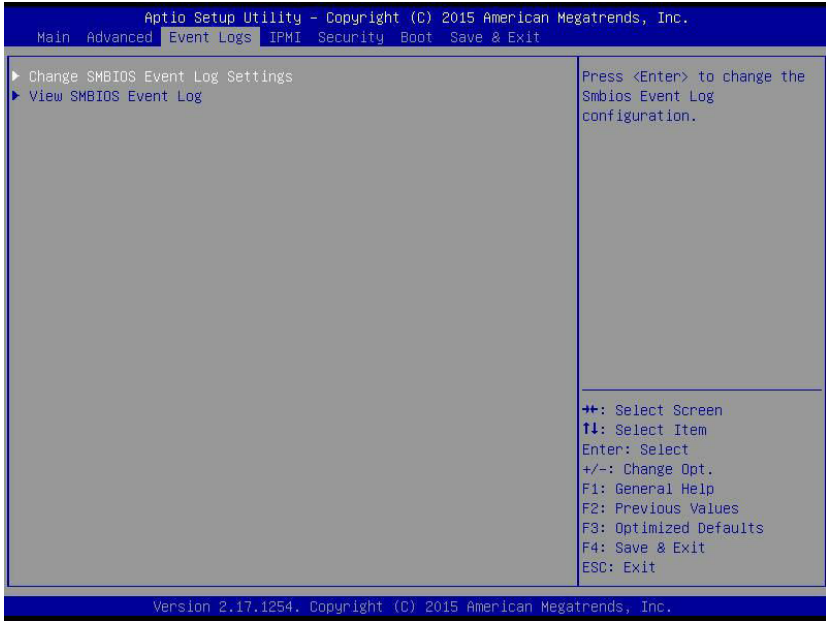 Aptio Setup Utility – Copyright (C) 2015 American Megatrends, Inc.
Main Advanced Event Logs IPMI Security Boot Save & Exit
▶ Change SMBIOS Event Log Settings
▶ View SMBIOS Event Log
Press <Enter> to change the
Smbios Event Log
configuration.
→←: Select Screen
↑↓: Select Item
Enter: Select
+/-: Change Opt.
F1: General Help
F2: Previous Values
F3: Optimized Defaults
F4: Save & Exit
ESC: Exit
Version 2.17.1254. Copyright (C) 2015 American Megatrends, Inc.